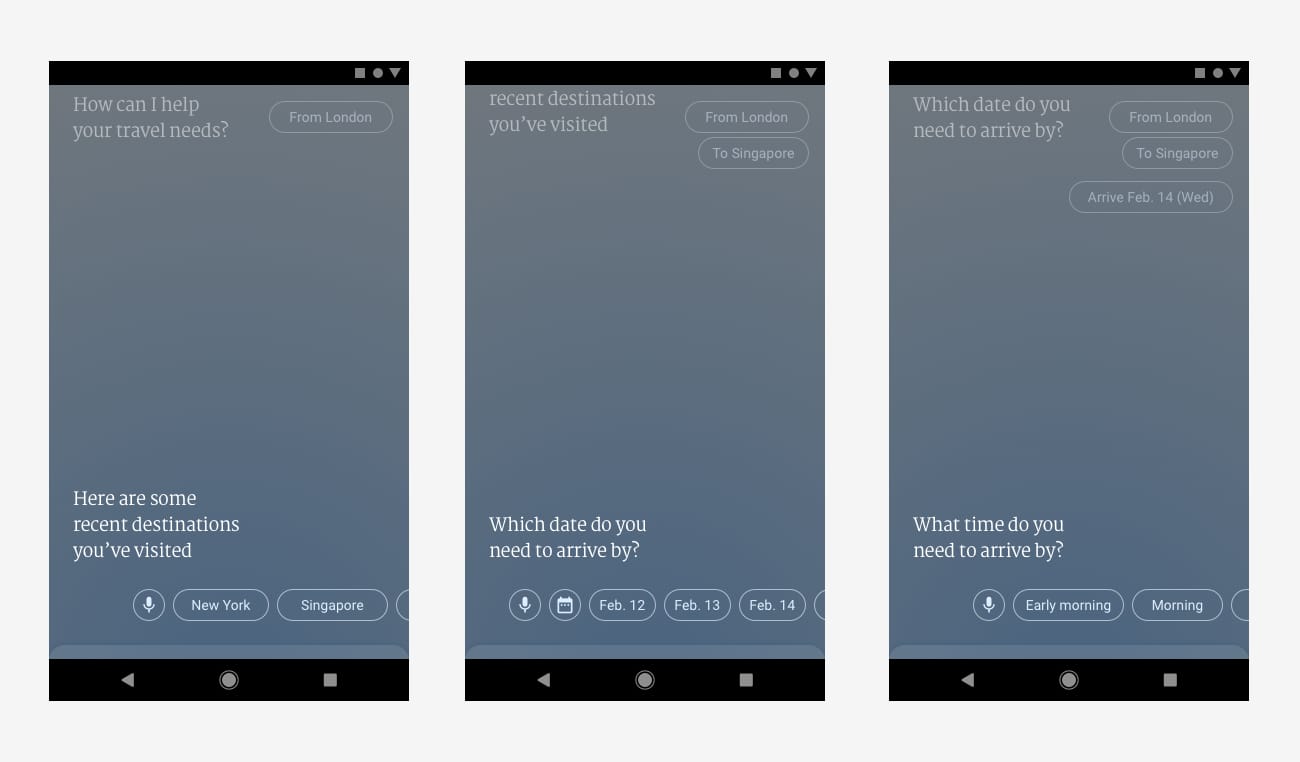 How can I help
your travel needs?
From London
Here are some
recent destinations
you’ve visited
New York
Singapore
recent destinations
you’ve visited
From London
To Singapore
Which date do you
need to arrive by?
Feb. 12
Feb. 13
Feb. 14
Which date do you
need to arrive by?
From London
To Singapore
Arrive Feb. 14 (Wed)
What time do you
need to arrive by?
Early morning
Morning